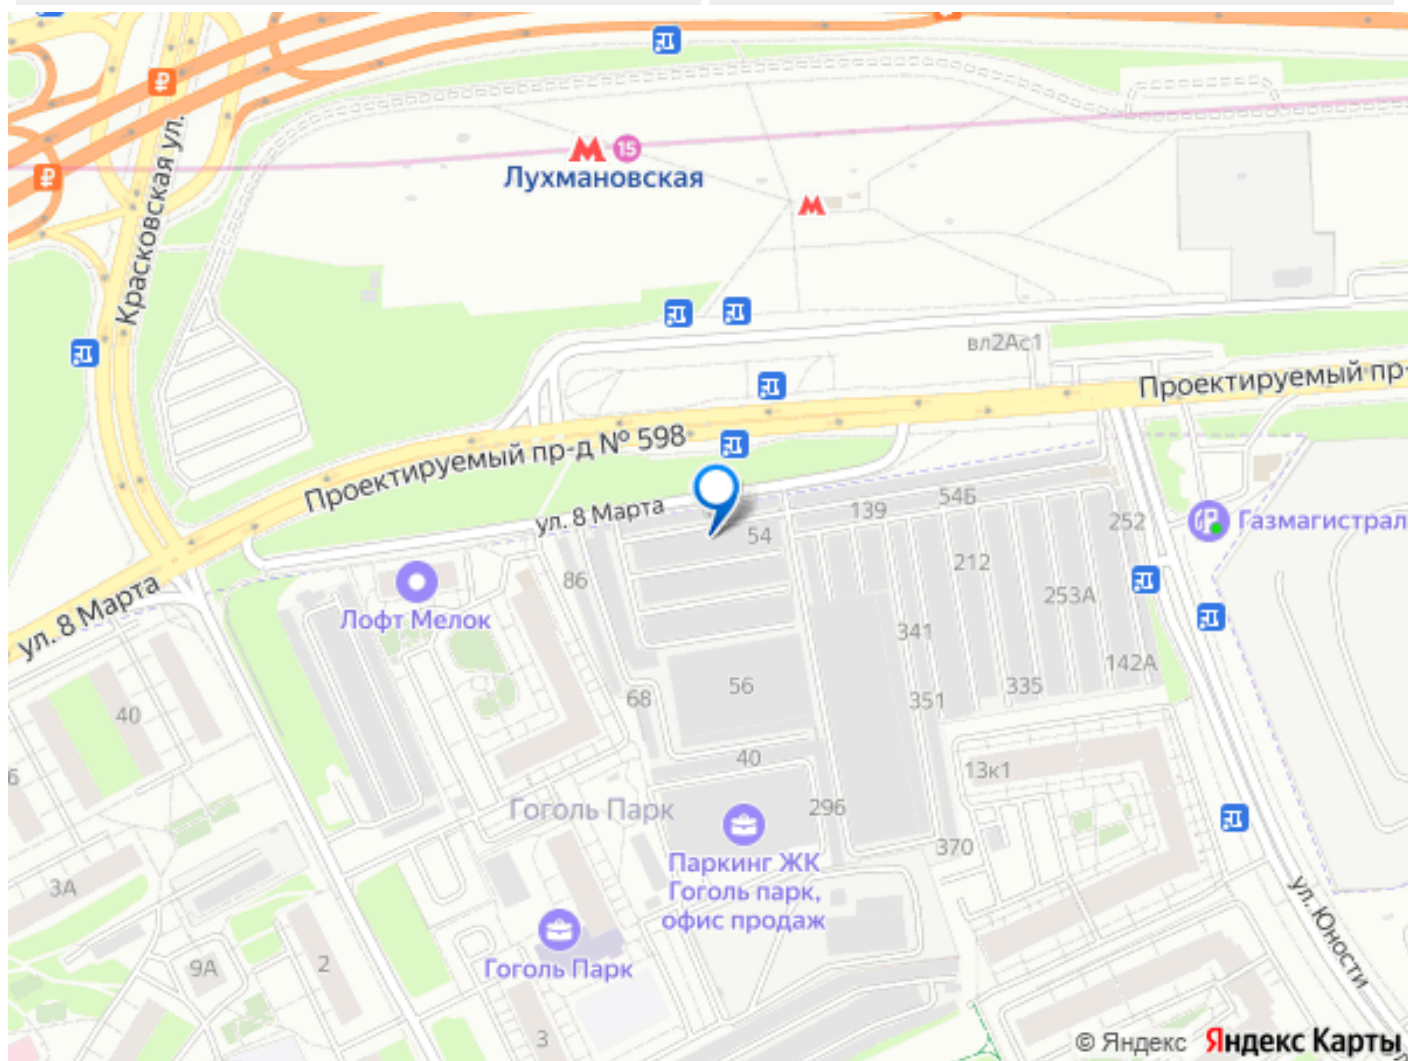 Красковская ул.
15
Лухмановская
вл2Ас1
Проектируемый пр-
Проектируемый пр-д № 598
ул. 8 Марта
54
139
54Б
252
Газмагистрал
86
212
253А
Лофт Мелок
ул. 8 Марта
341
142А
68
56
351
335
40
40
13к1
6
Гоголь Парк
296
370
Паркинг ЖК
Гоголь парк,
офис продаж
3А
ул. Юности
9А
2
Гоголь Парк
3
© Яндекс Яндекс Карты